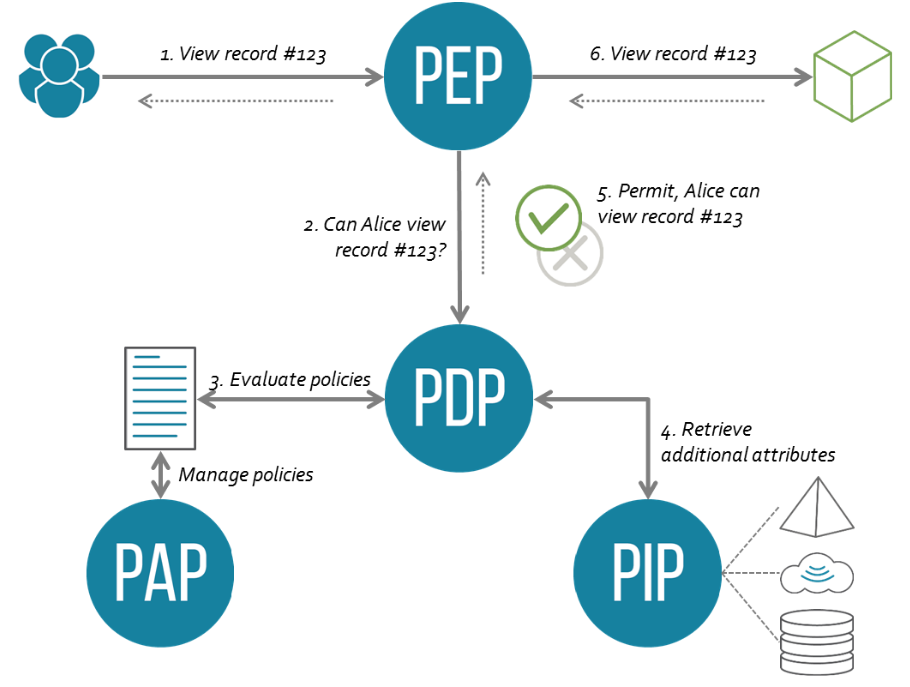 1. View record #123
6. View record #123
PEP
5. Permit, Alice can
view record #123
2. Can Alice view
record #123?
3. Evaluate policies
PDP
4. Retrieve
additional attributes
Manage policies
PAP
PIP